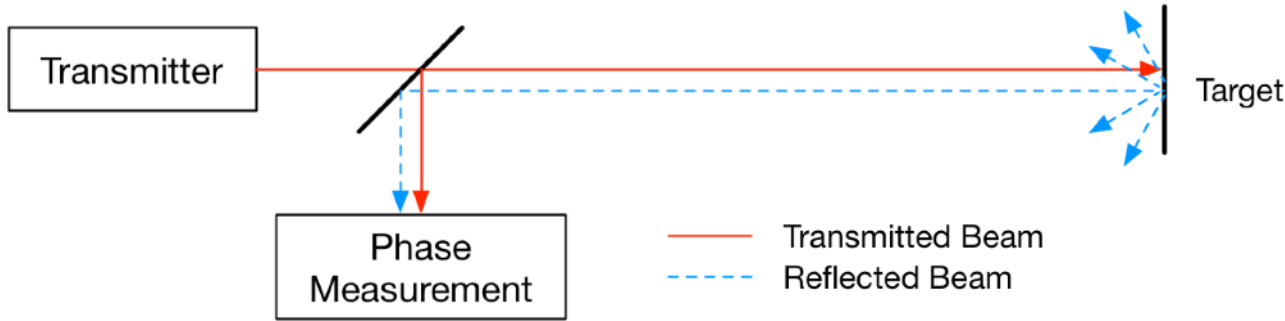 Transmitter
Target
Phase
Measurement
Transmitted Beam
Reflected Beam